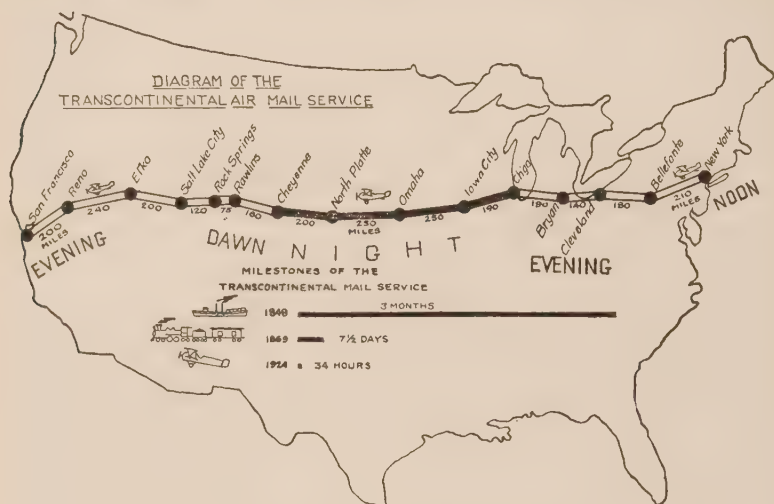 DIAGRAM OF THE
TRANSCONTINENTAL AIR MAIL SERVICE
San Francisco
Reno
Elko
Salt Lake City
Rock Springs
Rawlins
Cheyenne
North Platte
Omaha
Iowa City
Chigo
Bryan
Cleveland
Bellefonte
New York
200
MILES
240
200
120
75
160
200
230
MILES
250
190
190
140
180
210
MILES
EVENING
DAWN
NIGHT
EVENING
NOON
MILESTONES OF THE
TRANSCONTINENTAL MAIL SERVICE
1848 3 MONTHS
1869 7½ DAYS
1924 34 HOURS